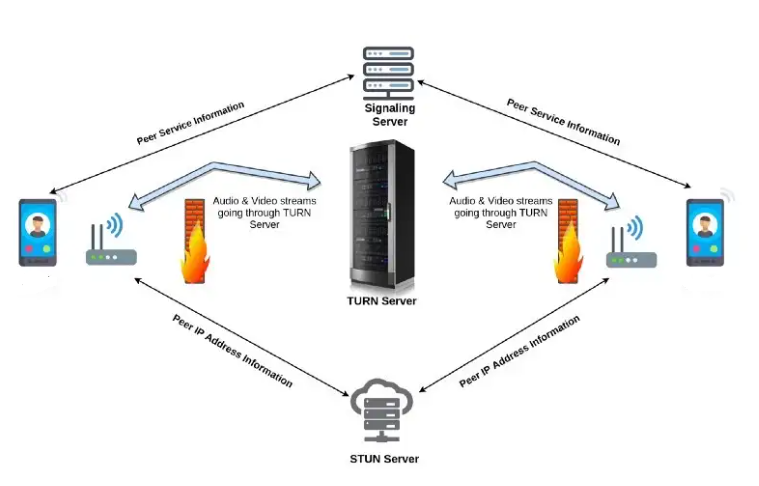 Signaling
Server
Peer Service Information
Peer Service Information
Audio & Video streams
going through TURN
Server
Audio & Video streams
going through TURN
Server
TURN Server
Peer IP Address Information
Peer IP Address Information
STUN Server